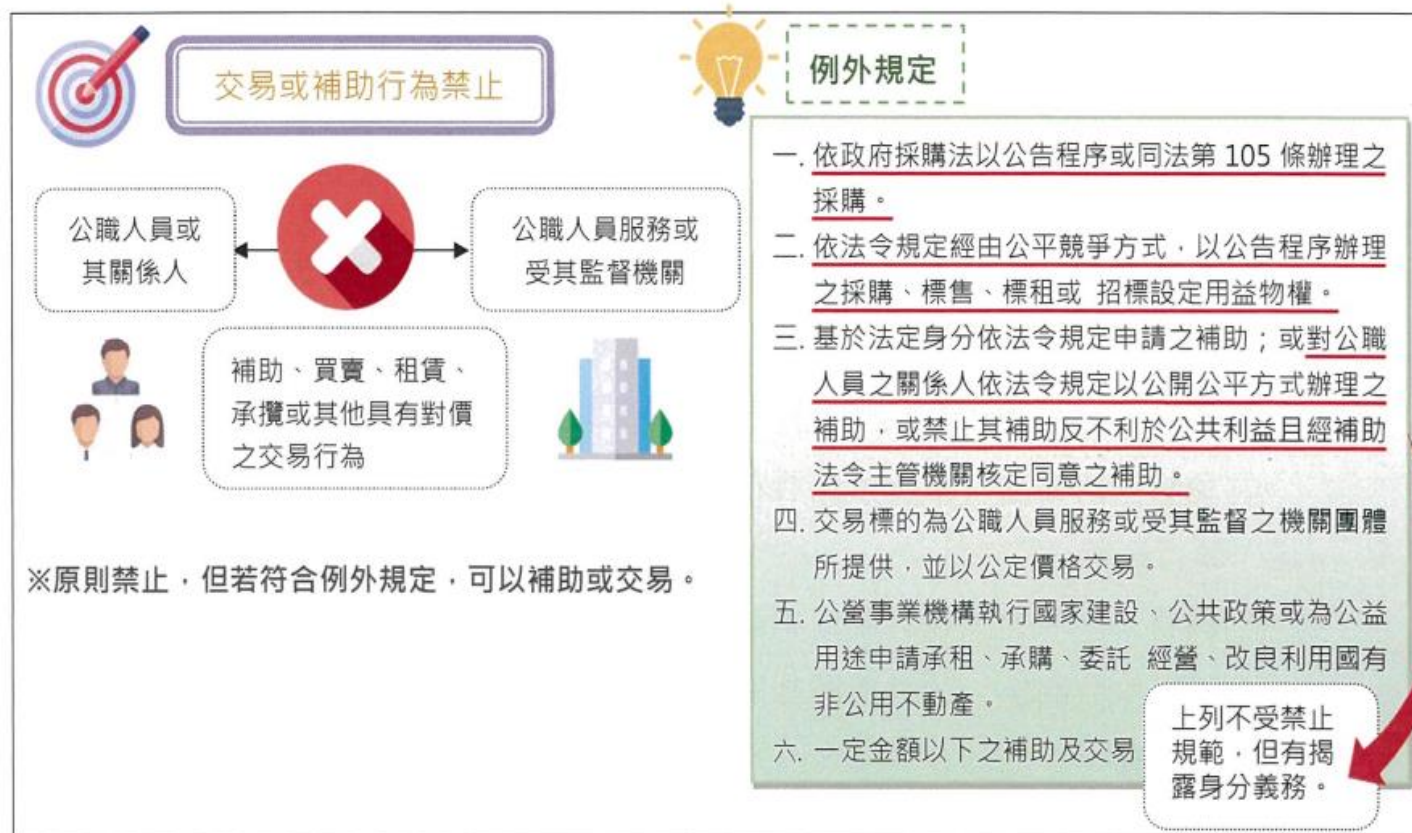 交易或補助行為禁止
公職人員或
其關係人
公職人員服務或
受其監督機關
補助、買賣、租賃、
承攬或其他具有對價
之交易行為
※原則禁止，但若符合例外規定，可以補助或交易。
例外規定
一. 依政府採購法以公告程序或同法第 105 條辦理之
採購。
二. 依法令規定經由公平競爭方式，以公告程序辦理
之採購、標售、標租或 招標設定用益物權。
三. 基於法定身分依法令規定申請之補助；或對公職
人員之關係人依法令規定以公開公平方式辦理之
補助，或禁止其補助反不利於公共利益且經補助
法令主管機關核定同意之補助。
四. 交易標的為公職人員服務或受其監督之機關團體
所提供，並以公定價格交易。
五. 公營事業機構執行國家建設、公共政策或為公益
用途申請承租、承購、委託 經營、改良利用國有
非公用不動產。
六. 一定金額以下之補助及交易
上列不受禁止
規範，但有揭
露身分義務。